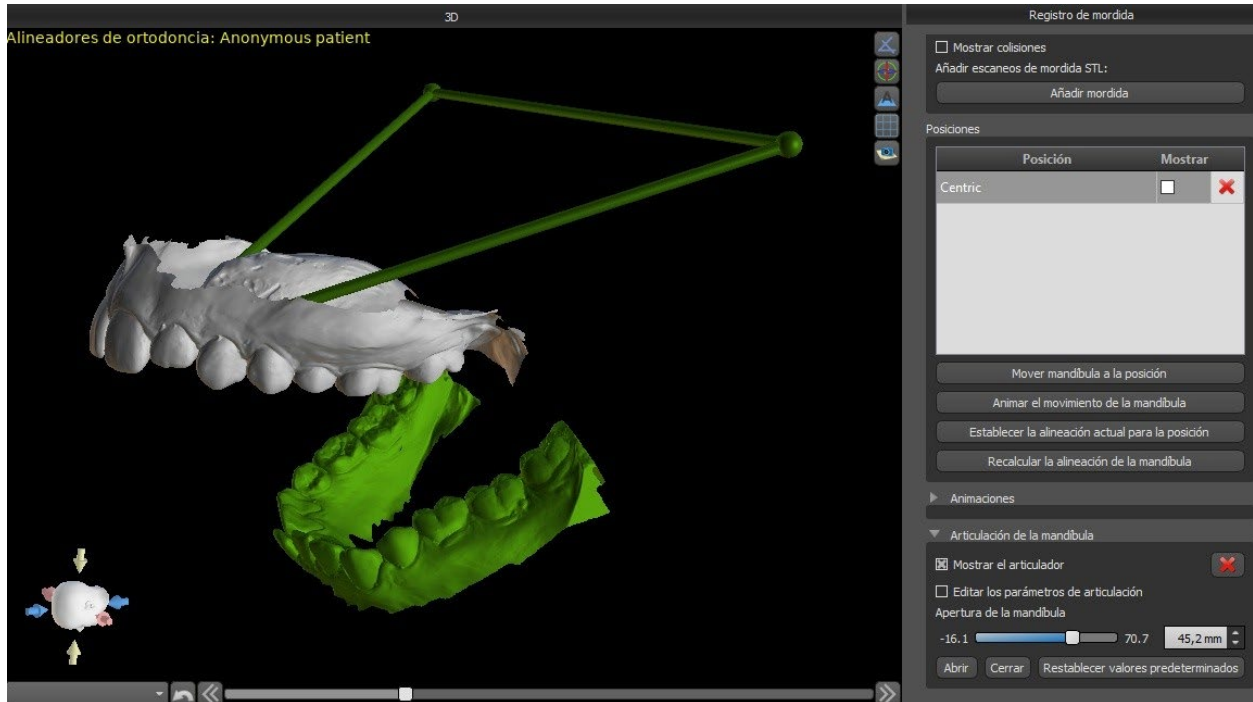 3D
Alineadores de ortodoncia: Anonymous patient
Registro de mordida
Mostrar colisiones
Añadir escaneos de mordida STL:
Añadir mordida
Posiciones
Posición Mostrar
Centric
Mover mandíbula a la posición
Animar el movimiento de la mandíbula
Establecer la alineación actual para la posición
Recalcular la alineación de la mandíbula
Animaciones
Articulación de la mandíbula
Mostrar el articulador
Editar los parámetros de articulación
Apertura de la mandíbula
-16.1 70.7 45,2 mm
Abrir Cerrar Restablecer valores predeterminados